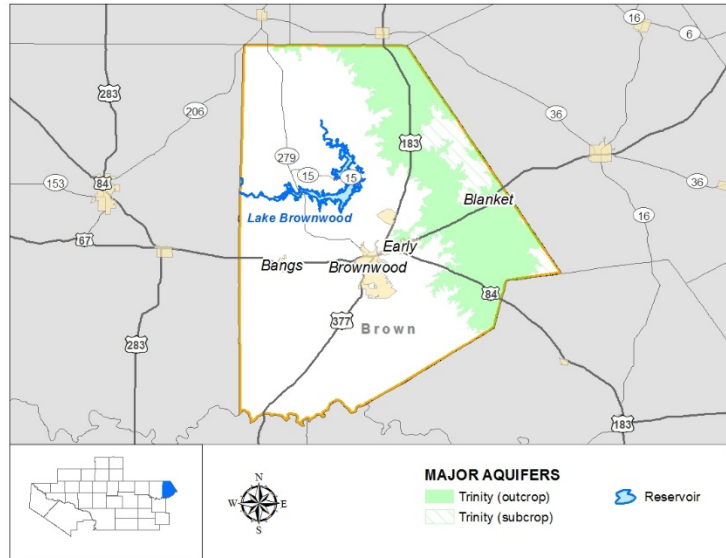 16
6
283
206
36
183
279
15
15
84
153
36
Blanket
16
Lake Brownwood
67
Early
Bangs
Brownwood
84
377
Brown
283
183
N
W
E
S
MAJOR AQUIFERS
Trinity (outcrop)
Reservoir
Trinity (subcrop)